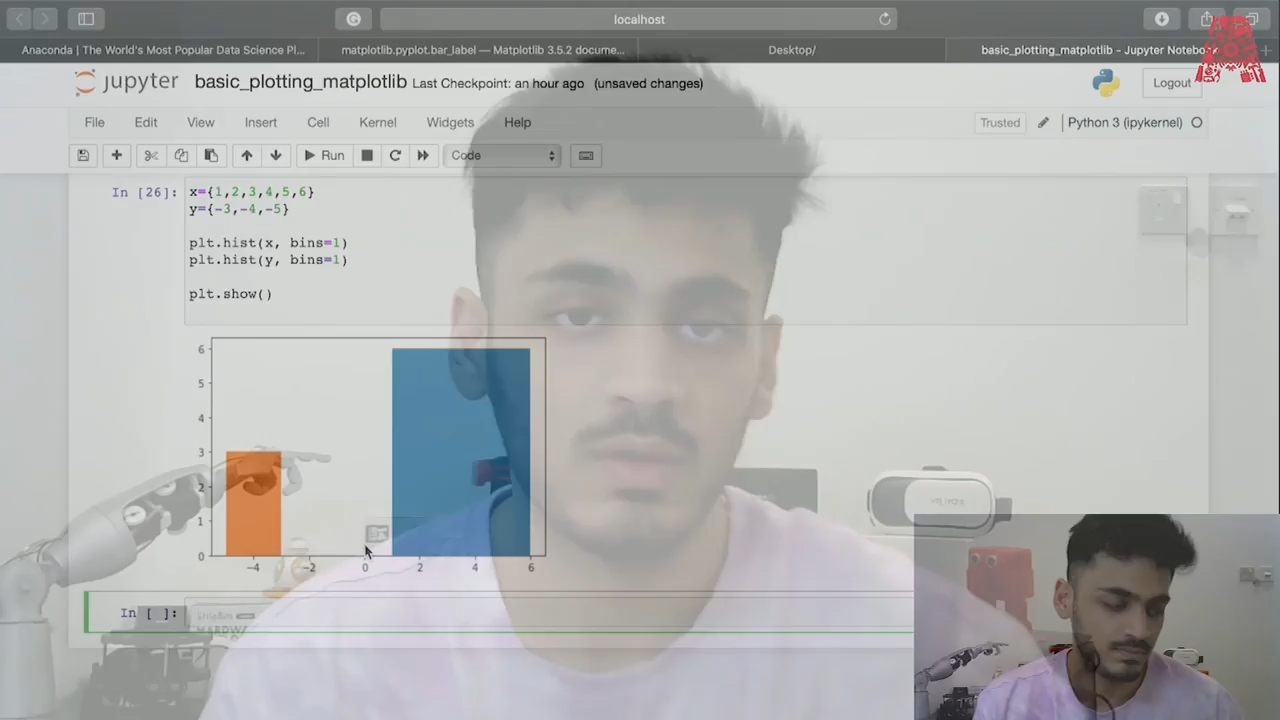 localhost
Anaconda | The World's Most Popular Data Science Pl...
matplotlib.pyplot.bar_label — Matplotlib 3.5.2 docume...
Desktop/
basic_plotting_matplotlib - Jupyter Notebook
jupyter basic_plotting_matplotlib Last Checkpoint: an hour ago (unsaved changes)
Logout
File Edit View Insert Cell Kernel Widgets Help
Trusted
Python 3 (ipykernel)
Run
Code
In [26]:
x={1,2,3,4,5,6}
y={-3,-4,-5}
plt.hist(x, bins=1)
plt.hist(y, bins=1)
plt.show()
6
5
4
3
2
1
0
−4 −2 0 2 4 6
In [ ]: